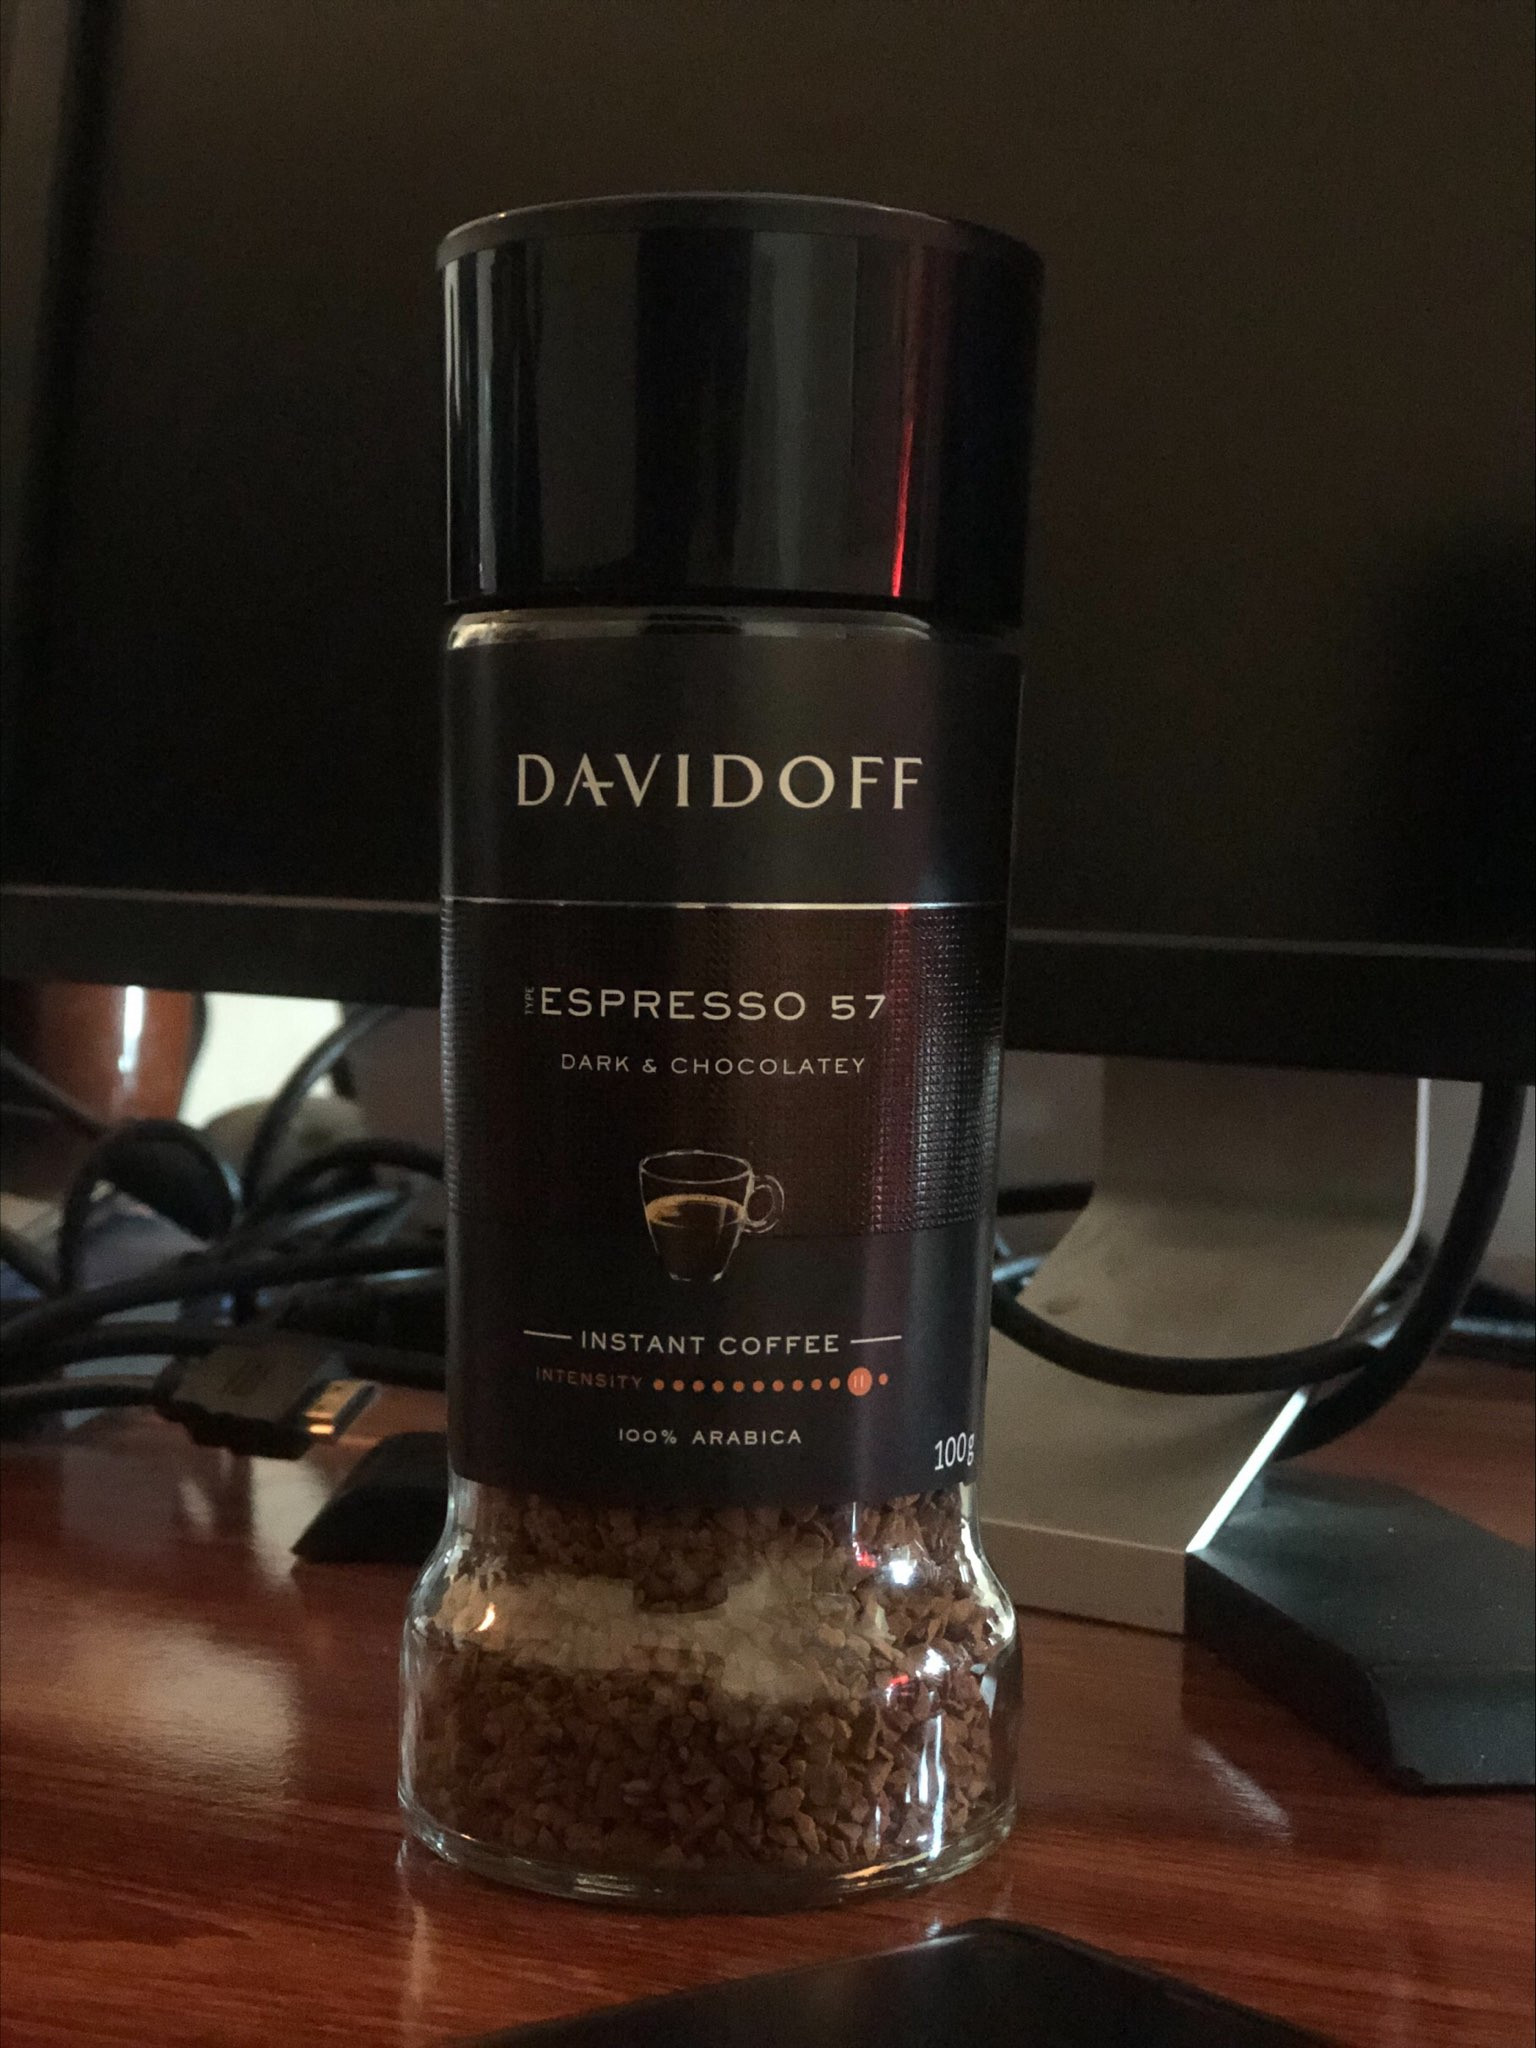 DAVIDOFF
TYPE ESPRESSO 57
DARK & CHOCOLATEY
INSTANT COFFEE
INTENSITY 11
100% ARABICA
100g